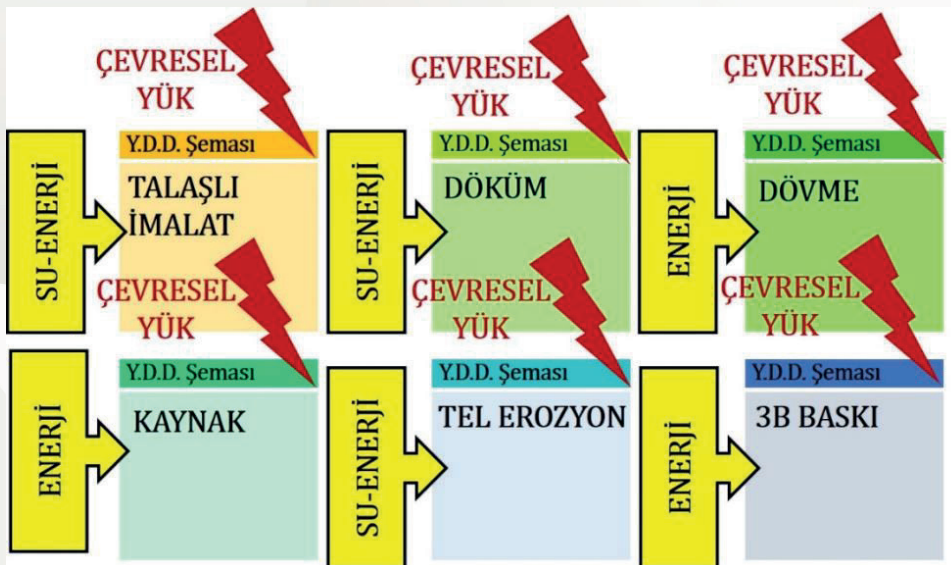 ÇEVRESEL
YÜK
SU-ENERJİ
Y.D.D. Şeması
TALAŞLI
İMALAT
ÇEVRESEL
YÜK
SU-ENERJİ
Y.D.D. Şeması
DÖKÜM
ÇEVRESEL
YÜK
ENERJİ
Y.D.D. Şeması
DÖVME
ÇEVRESEL
YÜK
ENERJİ
Y.D.D. Şeması
KAYNAK
ÇEVRESEL
YÜK
SU-ENERJİ
Y.D.D. Şeması
TEL EROZYON
ÇEVRESEL
YÜK
ENERJİ
Y.D.D. Şeması
3B BASKI